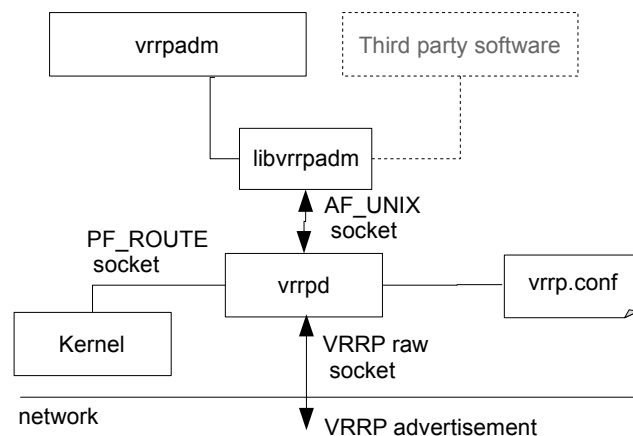 vrrpadm
Third party software
libvrrpadm
AF_UNIX
socket
PF_ROUTE
socket
vrrpd
vrrp.conf
Kernel
VRRP raw
socket
network
VRRP advertisement